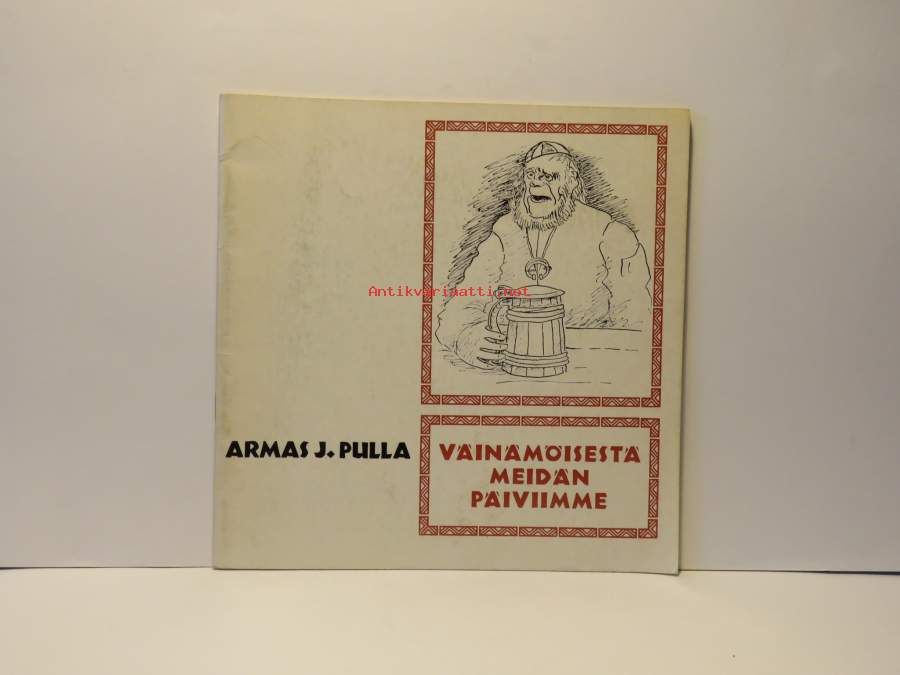 Antikvariaatti.net
ARMAS J. PULLA
VÄINÄMÖISESTÄ
MEIDÄN
PÄIVIIMME